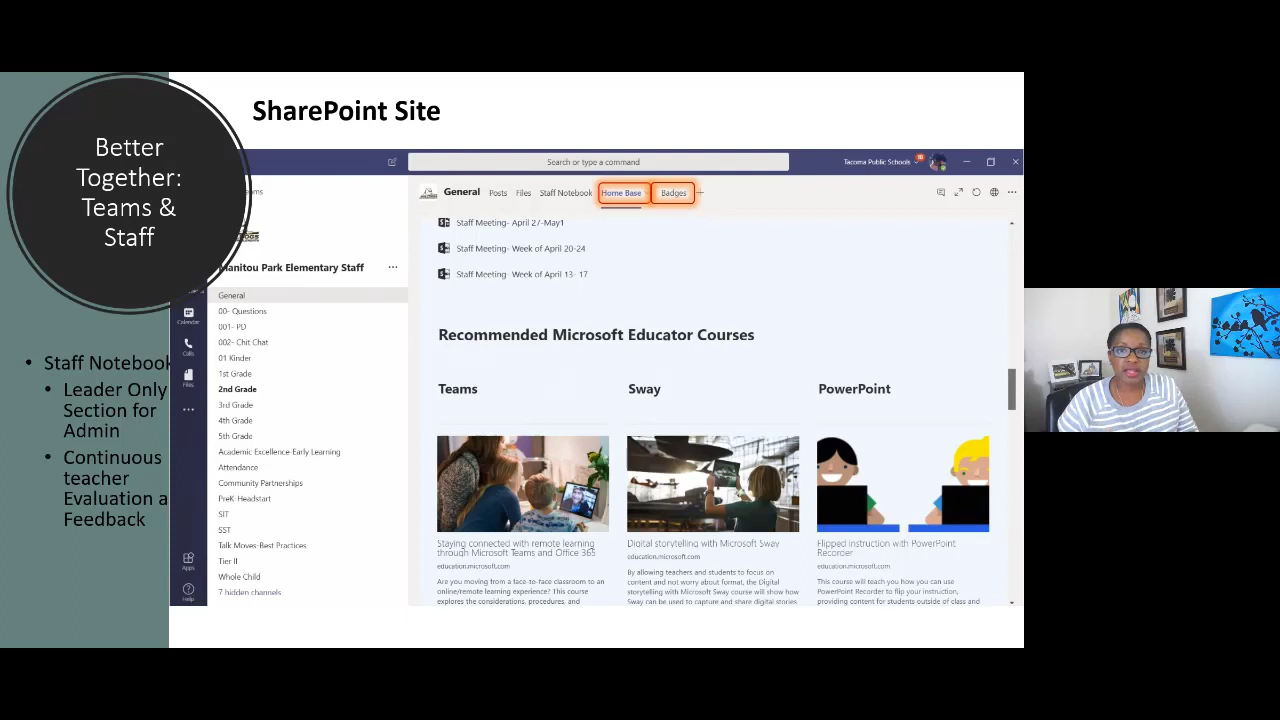 SharePoint Site
Better
Together:
Teams &
Staff
Staff Notebook
Leader Only
Section for
Admin
Continuous
teacher
Evaluation a
Feedback
Search or type a command
Tacoma Public Schools
General
Posts
Files
Staff Notebook
Home Base
Badges
Manitou Park Elementary Staff
General
00- Questions
001- PD
002- Chit Chat
01 Kinder
1st Grade
2nd Grade
3rd Grade
4th Grade
5th Grade
Academic Excellence-Early Learning
Attendance
Community Partnerships
PreK-Headstart
SIT
SST
Talk Moves-Best Practices
Tier II
Whole Child
7 hidden channels
Calendar
Calls
Files
Apps
Help
Staff Meeting- April 27-May1
Staff Meeting- Week of April 20-24
Staff Meeting- Week of April 13- 17
Recommended Microsoft Educator Courses
Teams
Staying connected with remote learning
through Microsoft Teams and Office 365
education.microsoft.com
Are you moving from a face-to-face classroom to an
online/remote learning experience? This course
explores the considerations, procedures, and
Sway
Digital storytelling with Microsoft Sway
education.microsoft.com
By allowing teachers and students to focus on
content and not worry about format, the Digital
storytelling with Microsoft Sway course will show how
Sway can be used to capture and share digital stories
PowerPoint
Flipped instruction with PowerPoint
Recorder
education.microsoft.com
This course will teach you how you can use
PowerPoint Recorder to flip your instruction,
providing content for students outside of class and